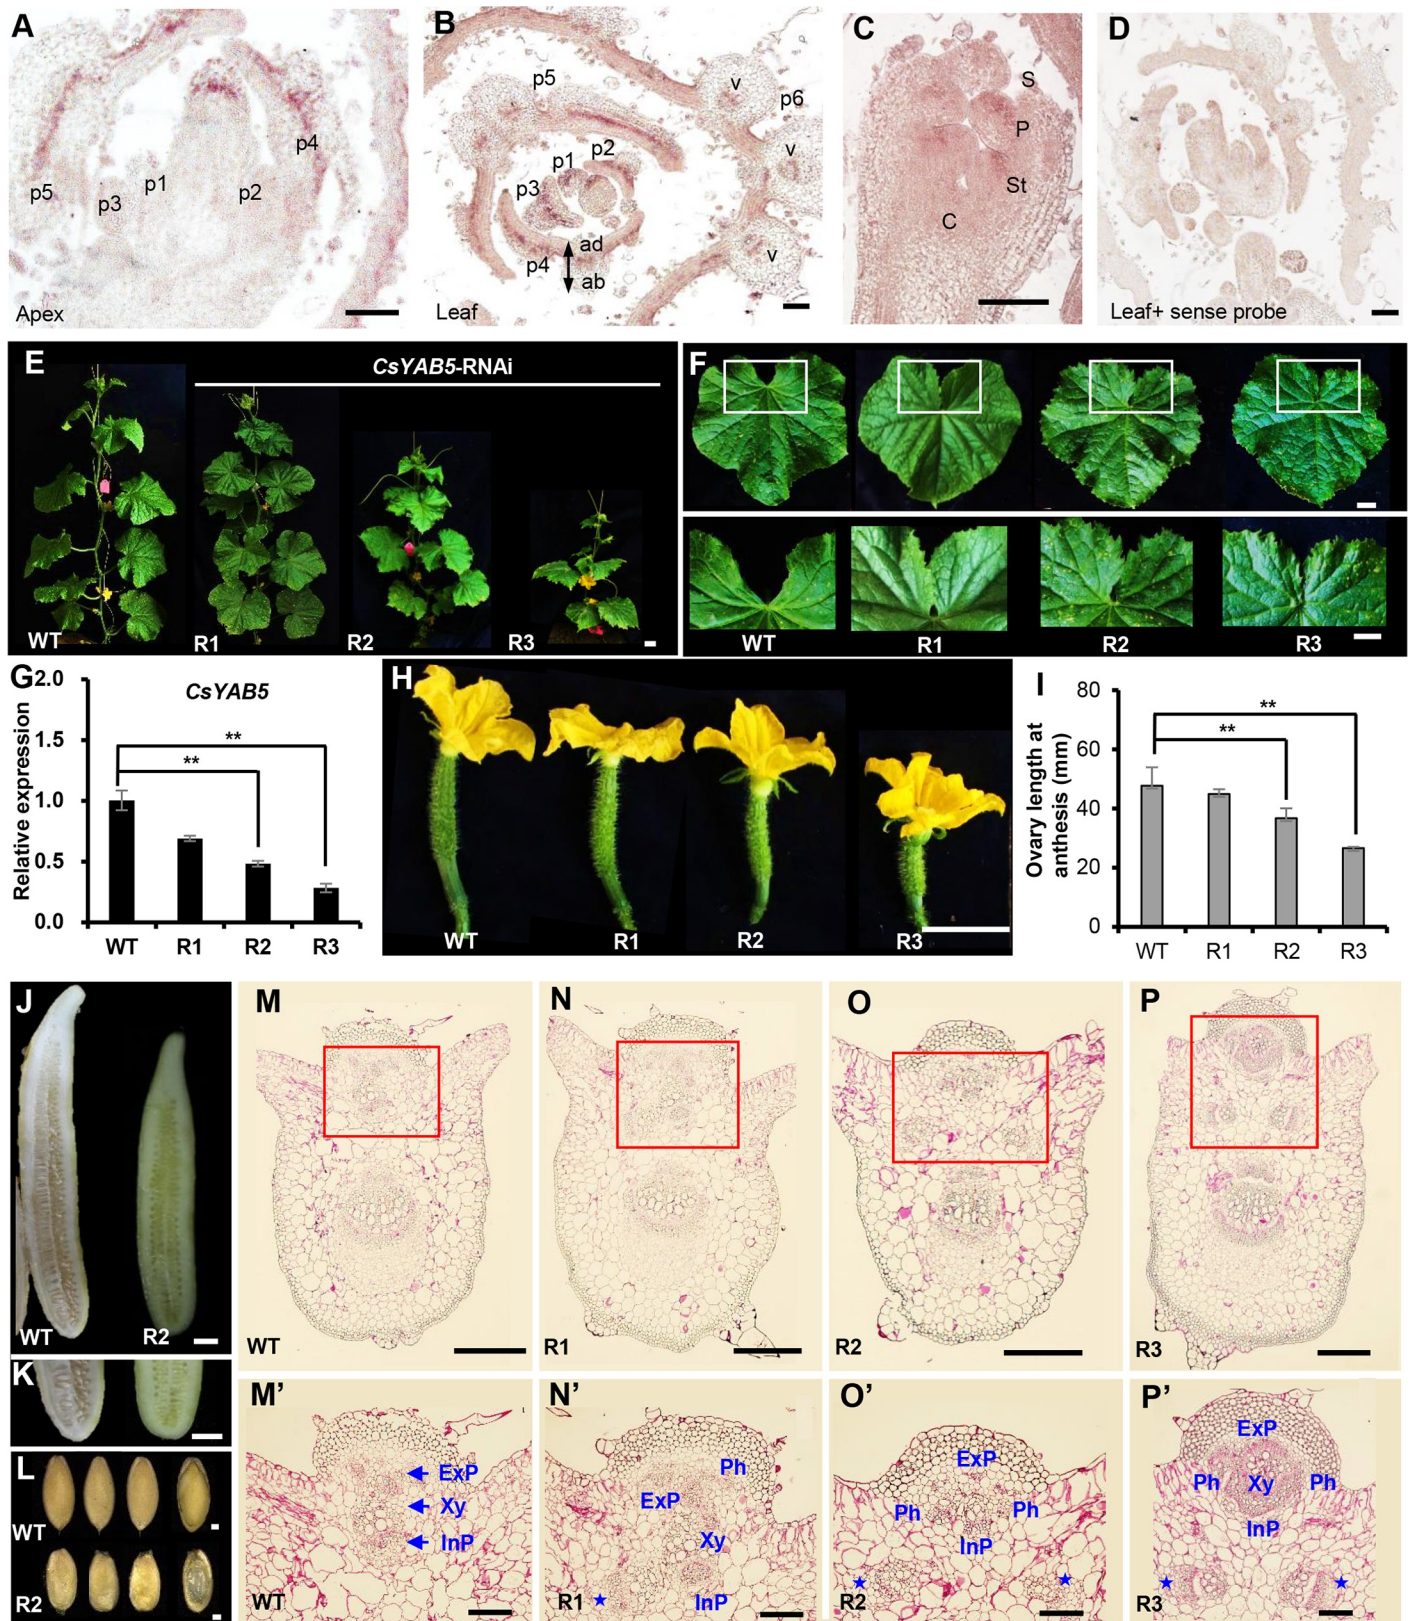 A
p5
p3
p1
p2
p4
Apex
B
p5
v
p6
p1
p2
v
p3
ad
p4
ab
v
Leaf
C
S
P
St
C
D
Leaf+ sense probe
E
CsYAB5-RNAi
WT
R1
R2
R3
F
WT
R1
R2
R3
G
CsYAB5
Relative expression
2.0
1.5
1.0
0.5
0.0
**
**
WT
R1
R2
R3
H
WT
R1
R2
R3
I
Ovary length at
anthesis (mm)
80
60
40
20
0
**
**
WT
R1
R2
R3
J
WT
R2
K
L
WT
R2
M
WT
N
R1
O
R2
P
R3
M’
ExP
Xy
InP
WT
N’
Ph
ExP
Xy
★
R1
InP
O’
ExP
Ph
Ph
InP
★
★
R2
P’
ExP
Ph
Xy
Ph
InP
★
★
R3